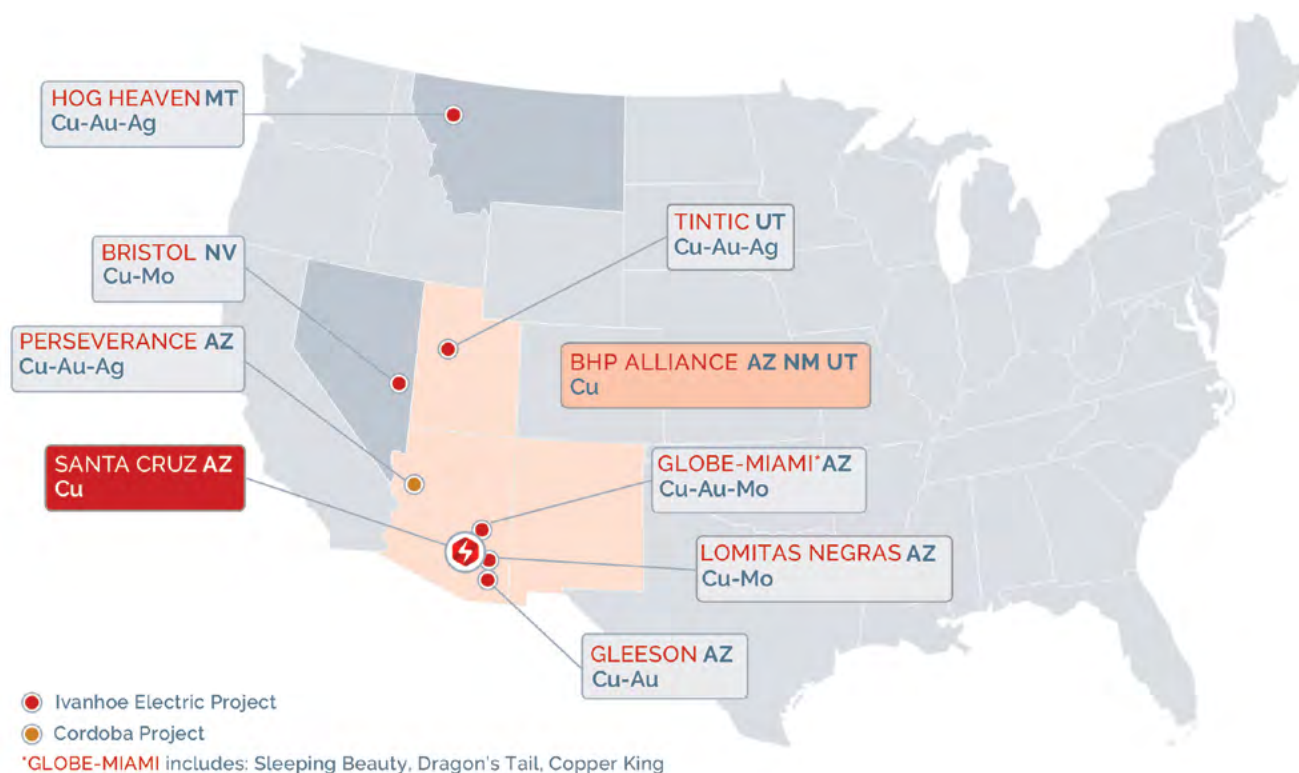 HOG HEAVEN MT
Cu-Au-Ag
TINTIC UT
Cu-Au-Ag
BRISTOL NV
Cu-Mo
PERSEVERANCE AZ
Cu-Au-Ag
BHP ALLIANCE AZ NM UT
Cu
SANTA CRUZ AZ
Cu
GLOBE-MIAMI* AZ
Cu-Au-Mo
LOMITAS NEGRAS AZ
Cu-Mo
GLEESON AZ
Cu-Au
Ivanhoe Electric Project
Cordoba Project
*GLOBE-MIAMI includes: Sleeping Beauty, Dragon's Tail, Copper King